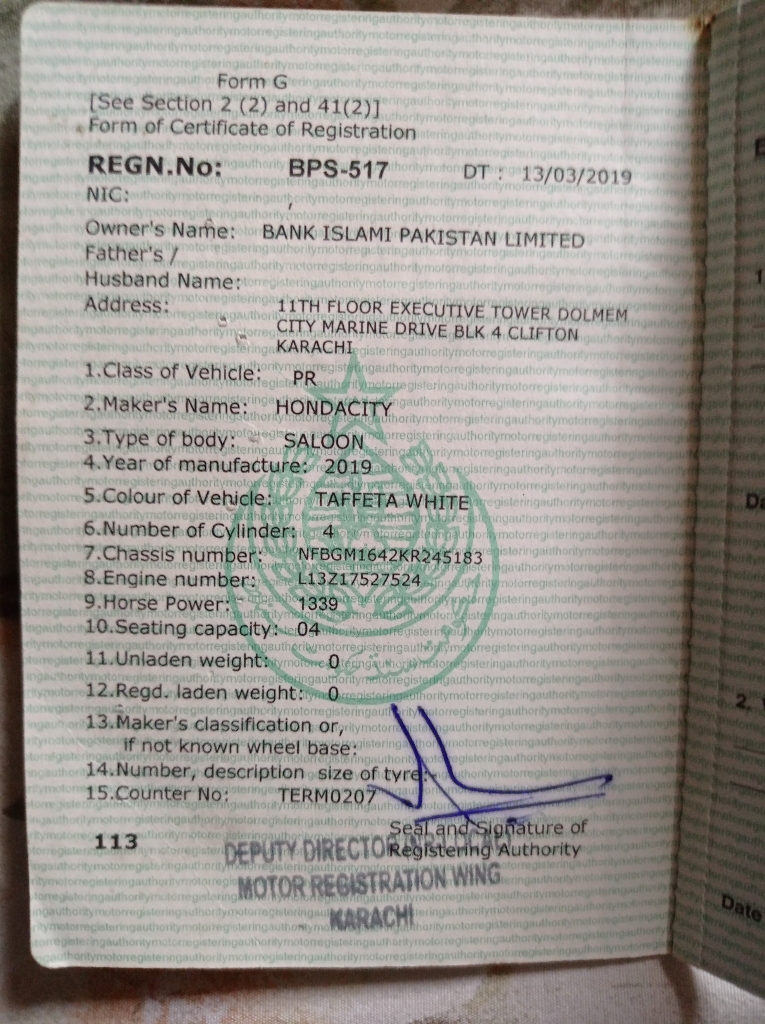 Form G
[See Section 2 (2) and 41(2)]
Form of Certificate of Registration
REGN.No: BPS-517 DT : 13/03/2019
NIC:
Owner's Name: BANK ISLAMI PAKISTAN LIMITED
Father's /
Husband Name:
Address: 11TH FLOOR EXECUTIVE TOWER DOLMEM
CITY MARINE DRIVE BLK 4 CLIFTON
KARACHI
1.Class of Vehicle: PR
2.Maker's Name: HONDACITY
3.Type of body: SALOON
4.Year of manufacture: 2019
5.Colour of Vehicle: TAFFETA WHITE
6.Number of Cylinder: 4
7.Chassis number: NFBGM1642KR245183
8.Engine number: L13Z17527524
9.Horse Power: 1339
10.Seating capacity: 04
11.Unladen weight: 0
12.Regd. laden weight: 0
13.Maker's classification or,
if not known wheel base:
14.Number, description size of tyre:-
15.Counter No: TERM0207
113
Seal and Signature of
Registering Authority
DEPUTY DIRECTOR
MOTOR REGISTRATION WING
KARACHI
2.
Date